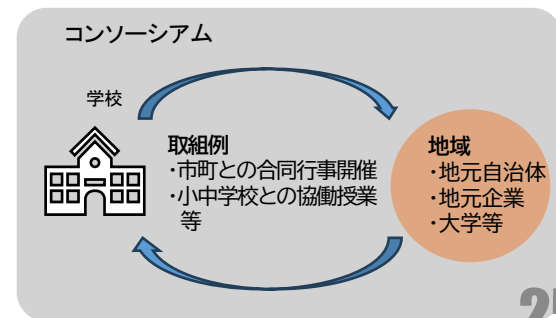 コンソーシアム
学校
取組例
・市町との合同行事開催
・小中学校との協働授業
等
地域
・地元自治体
・地元企業
・大学等